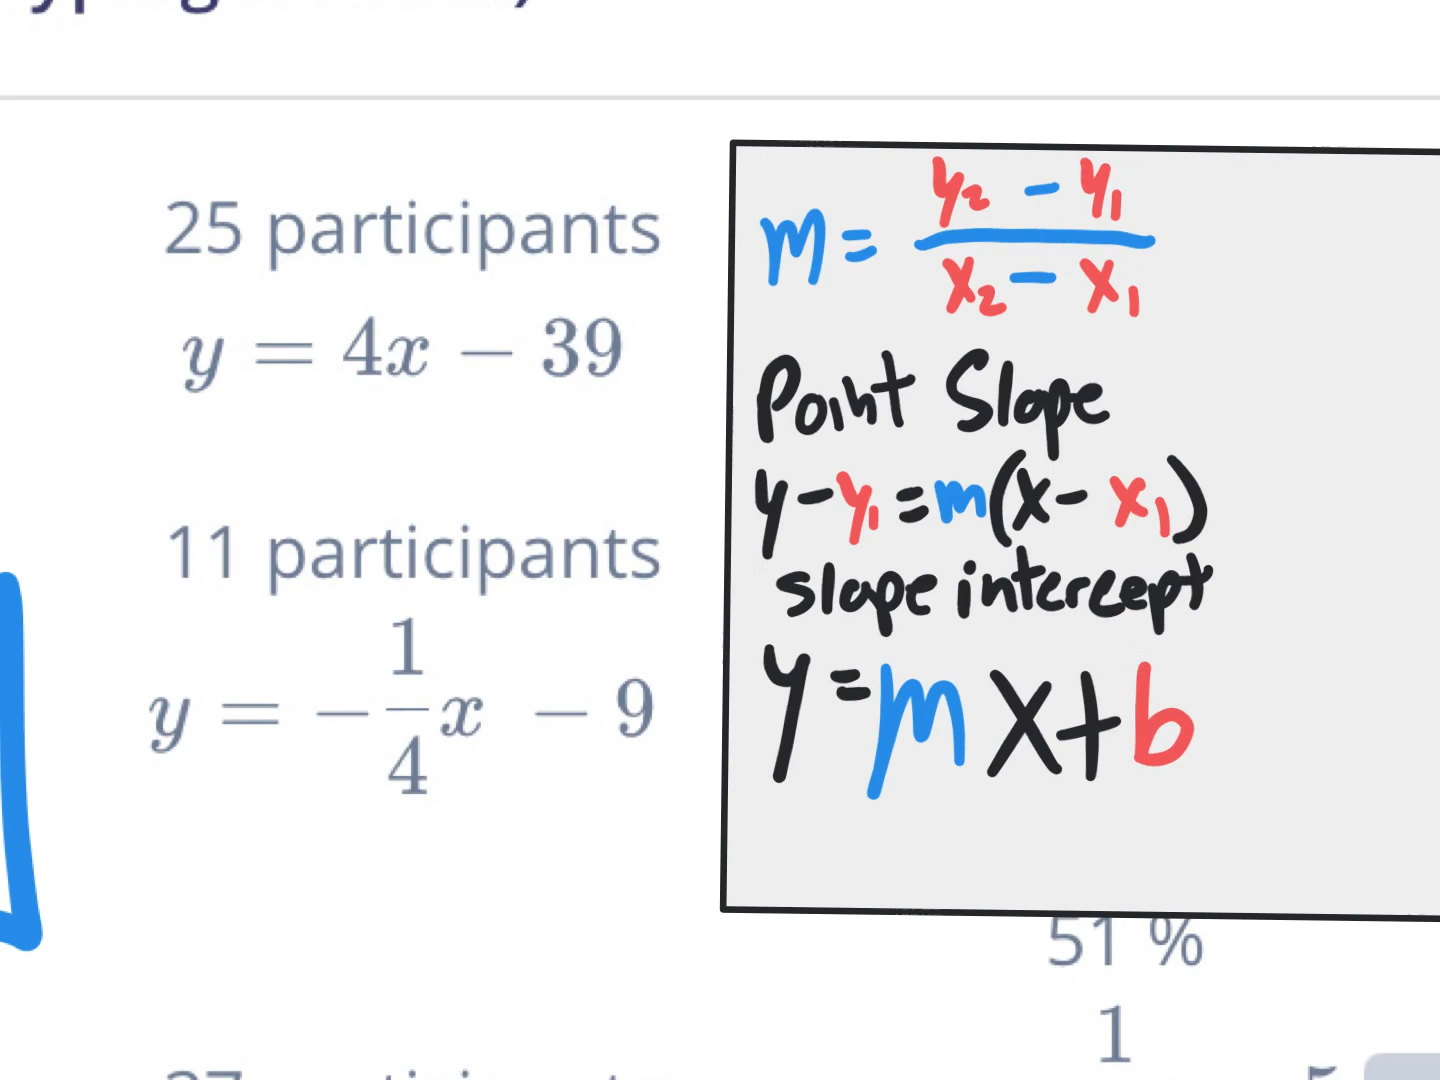 25 participants
y = 4x − 39
11 participants
y = −1/4 x − 9
m = y₂ − y₁ / x₂ − x₁
Point Slope
y − y₁ = m(x − x₁)
slope intercept
y = mx + b
51 %
1